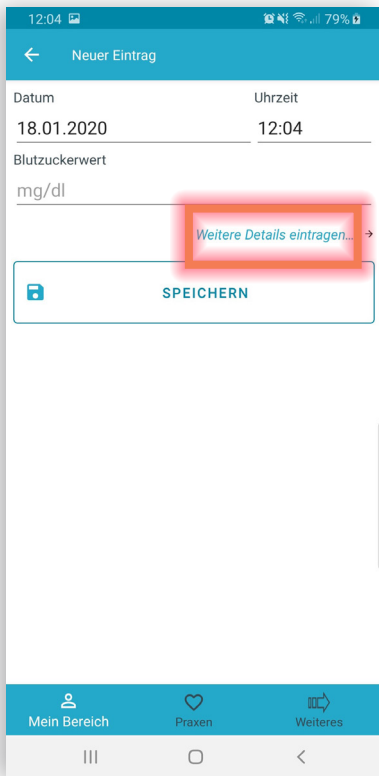 12:04 79%
Neuer Eintrag
Datum Uhrzeit
18.01.2020 12:04
Blutzuckerwert
mg/dl
Weitere Details eintragen...
SPEICHERN
Mein Bereich Praxen Weiteres